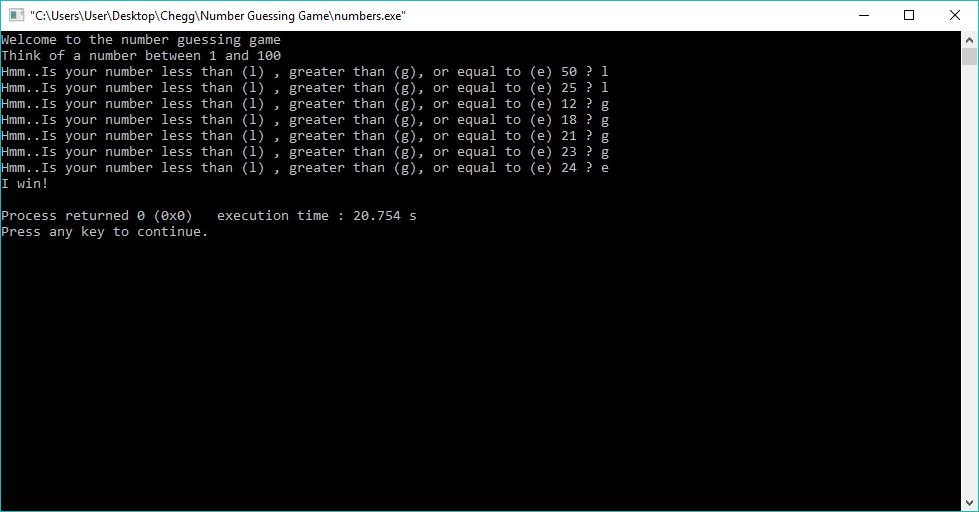 "C:\Users\User\Desktop\Chegg\Number Guessing Game\numbers.exe"
Welcome to the number guessing game
Think of a number between 1 and 100
Hmm..Is your number less than (l) , greater than (g), or equal to (e) 50 ? l
Hmm..Is your number less than (l) , greater than (g), or equal to (e) 25 ? l
Hmm..Is your number less than (l) , greater than (g), or equal to (e) 12 ? g
Hmm..Is your number less than (l) , greater than (g), or equal to (e) 18 ? g
Hmm..Is your number less than (l) , greater than (g), or equal to (e) 21 ? g
Hmm..Is your number less than (l) , greater than (g), or equal to (e) 23 ? g
Hmm..Is your number less than (l) , greater than (g), or equal to (e) 24 ? e
I win!
Process returned 0 (0x0)   execution time : 20.754 s
Press any key to continue.